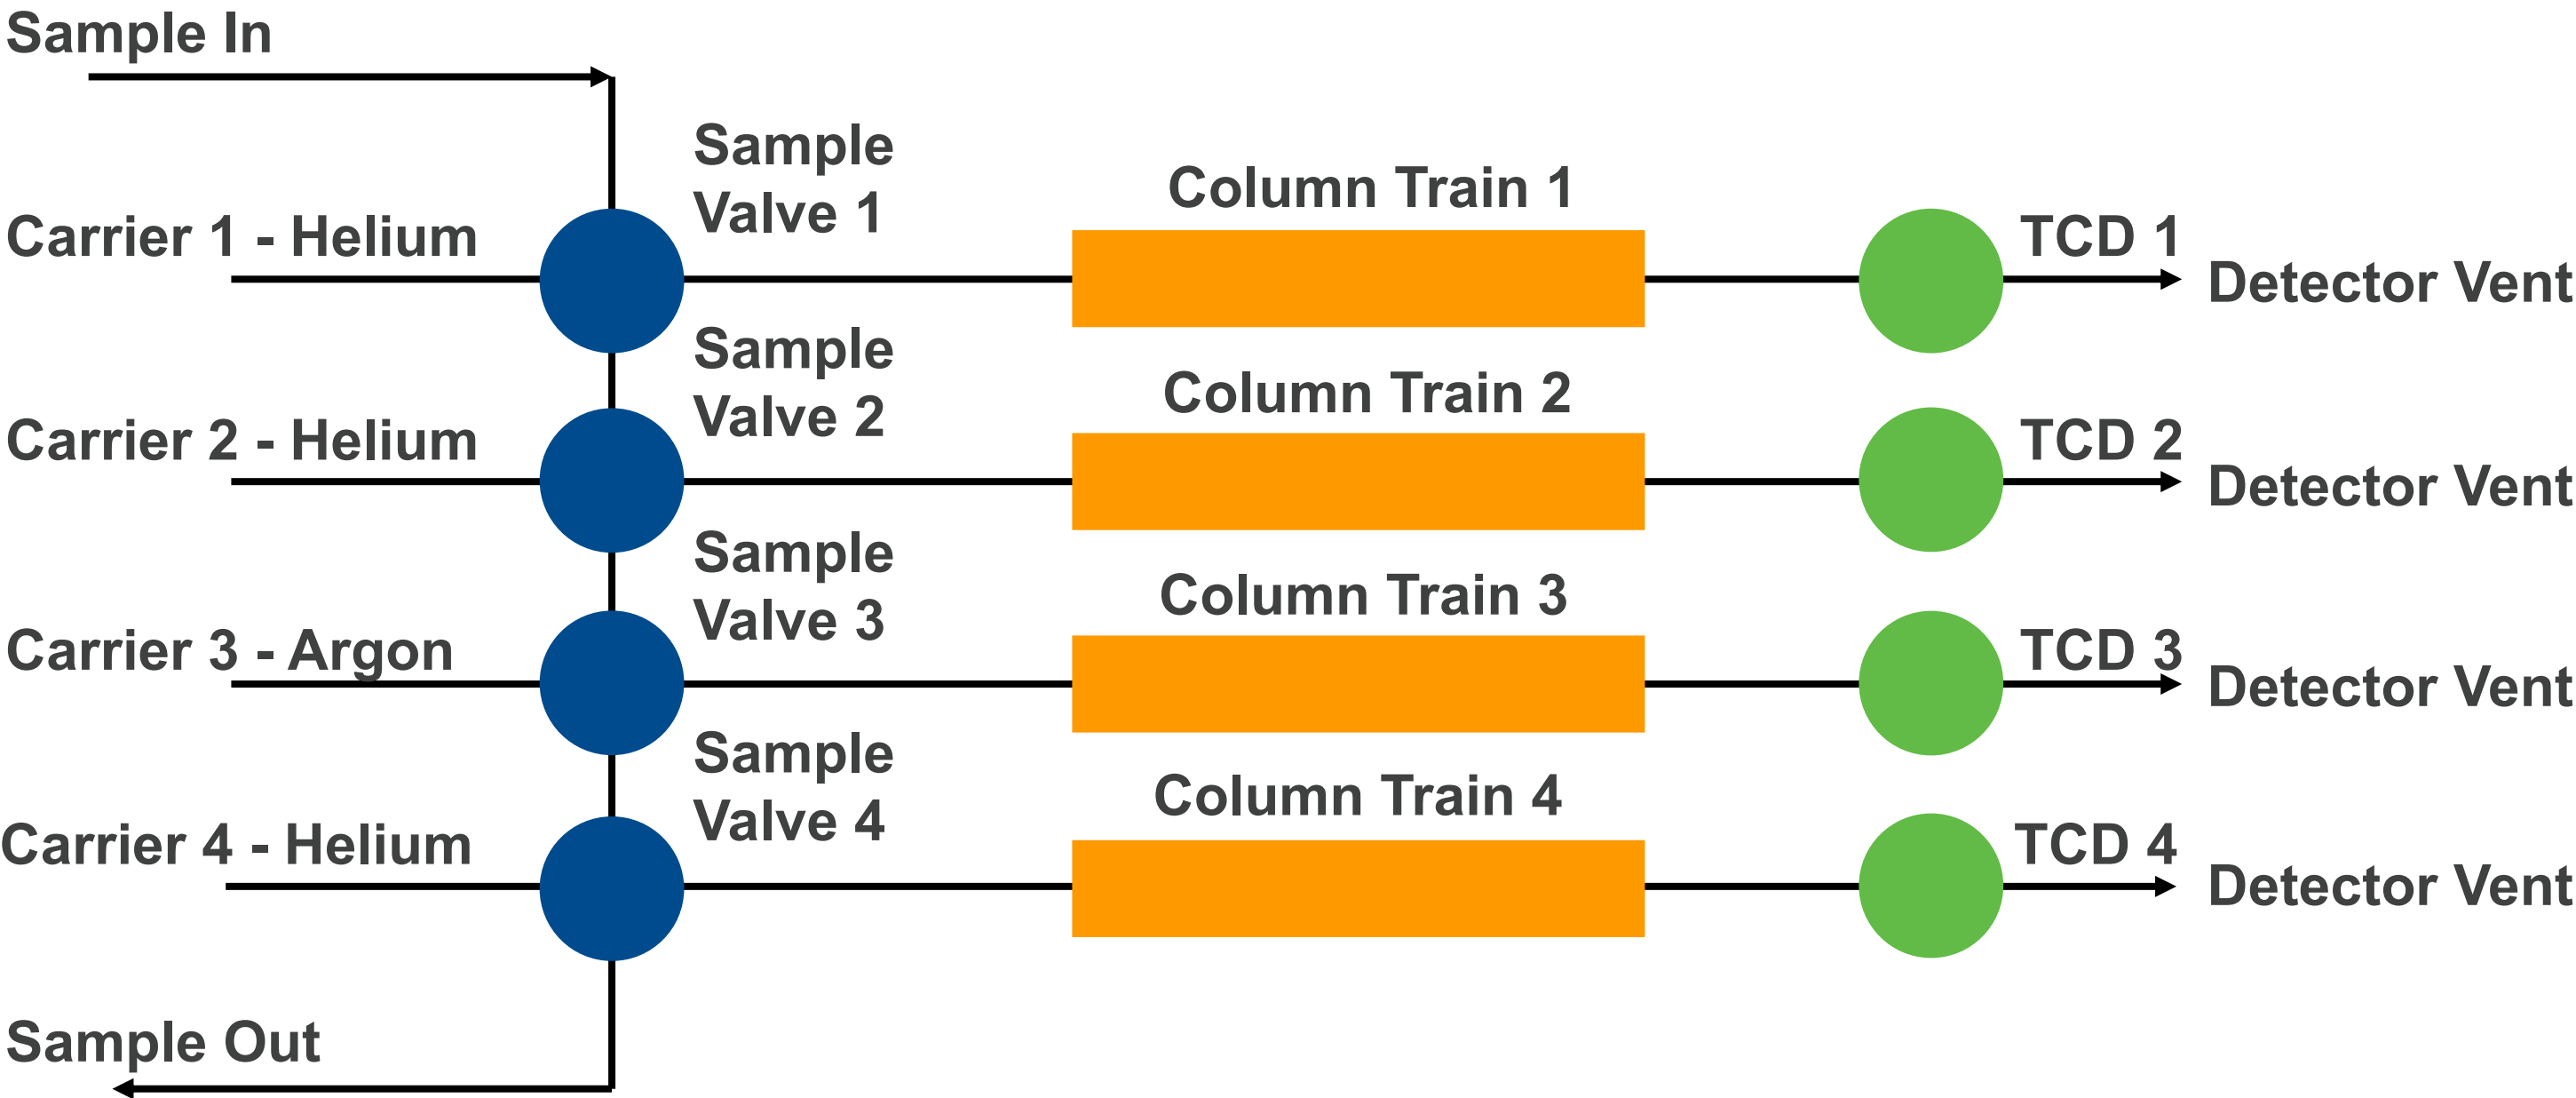 Sample In
Sample
Valve 1
Column Train 1
Carrier 1 - Helium
TCD 1
Detector Vent
Sample
Valve 2
Column Train 2
Carrier 2 - Helium
TCD 2
Detector Vent
Sample
Valve 3
Column Train 3
Carrier 3 - Argon
TCD 3
Detector Vent
Sample
Valve 4
Column Train 4
Carrier 4 - Helium
TCD 4
Detector Vent
Sample Out